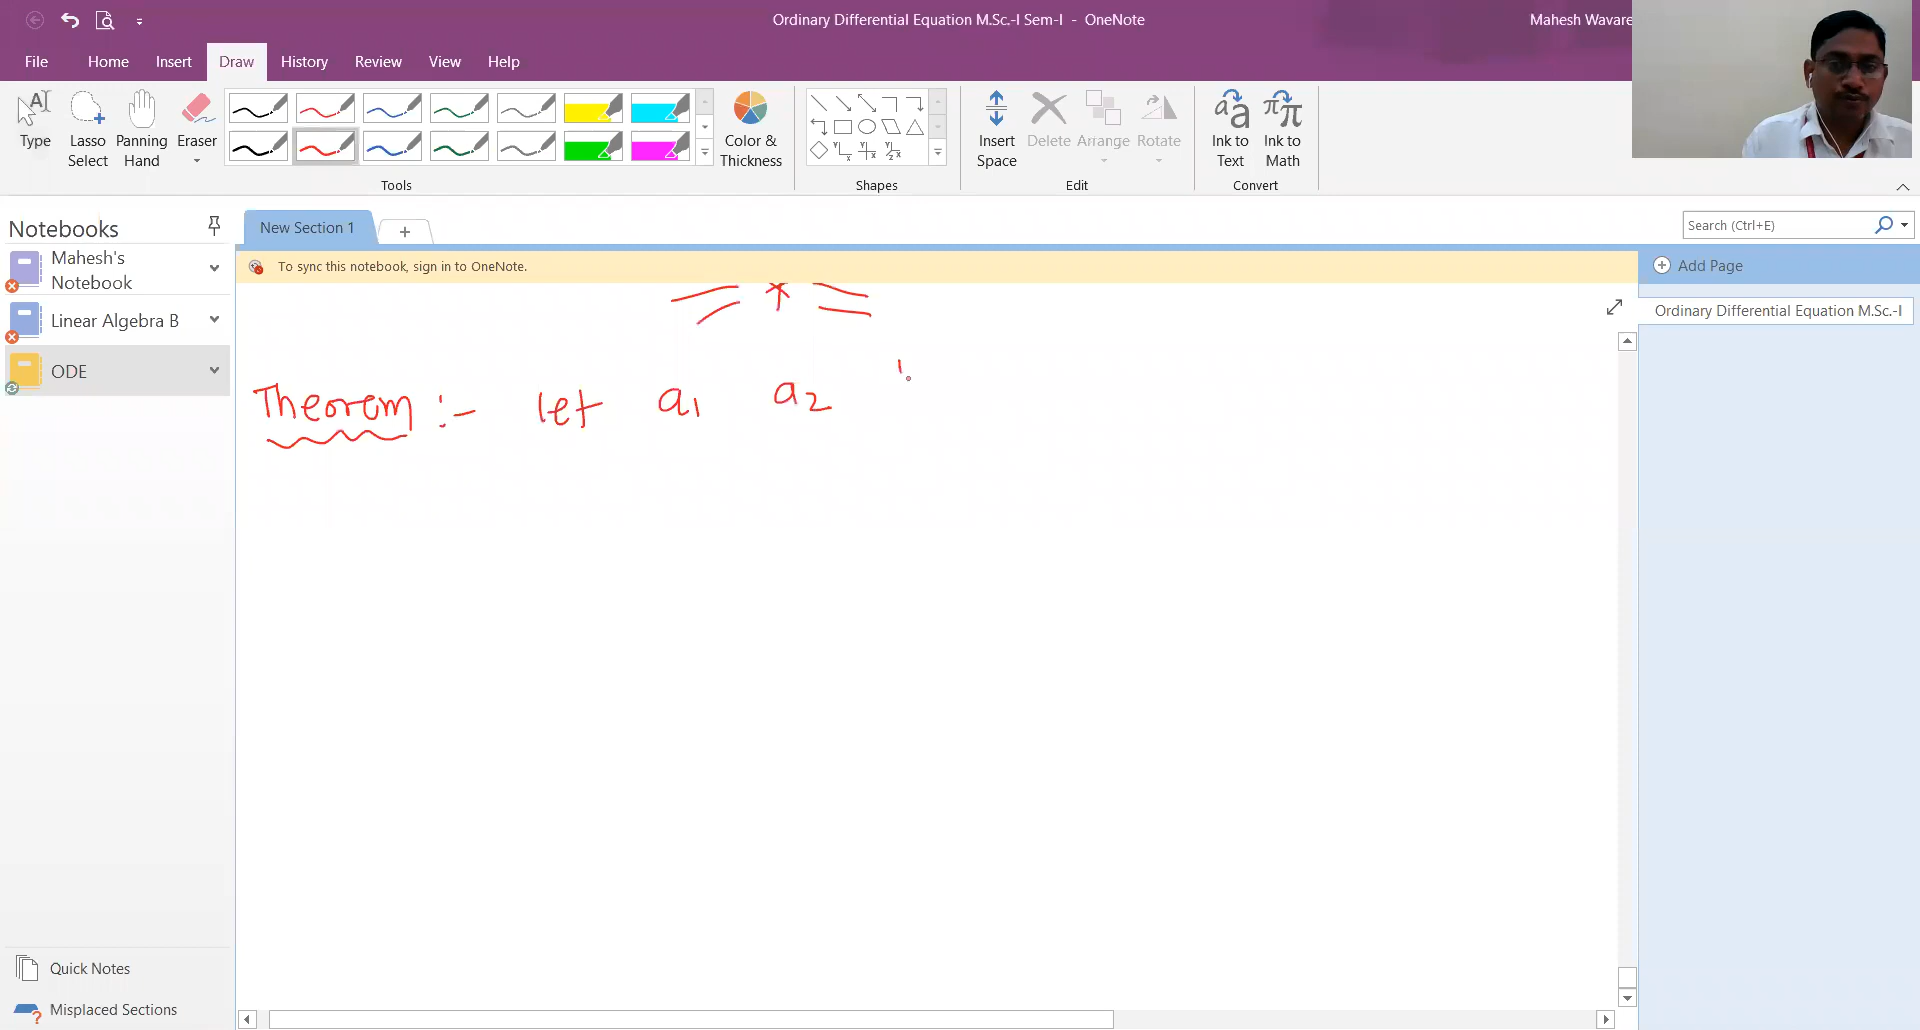 Ordinary Differential Equation M.Sc.-I Sem-I - OneNote
Mahesh Wavare
File Home Insert Draw History Review View Help
Type
Lasso Select
Panning Hand
Eraser
Color & Thickness
Insert Space
Delete
Arrange
Rotate
Ink to Text
Ink to Math
Tools
Shapes
Edit
Convert
Notebooks
New Section 1
Search (Ctrl+E)
Mahesh's Notebook
To sync this notebook, sign in to OneNote.
Add Page
Linear Algebra B
Ordinary Differential Equation M.Sc.-I
ODE
Theorem :- let a1 a2
Quick Notes
Misplaced Sections